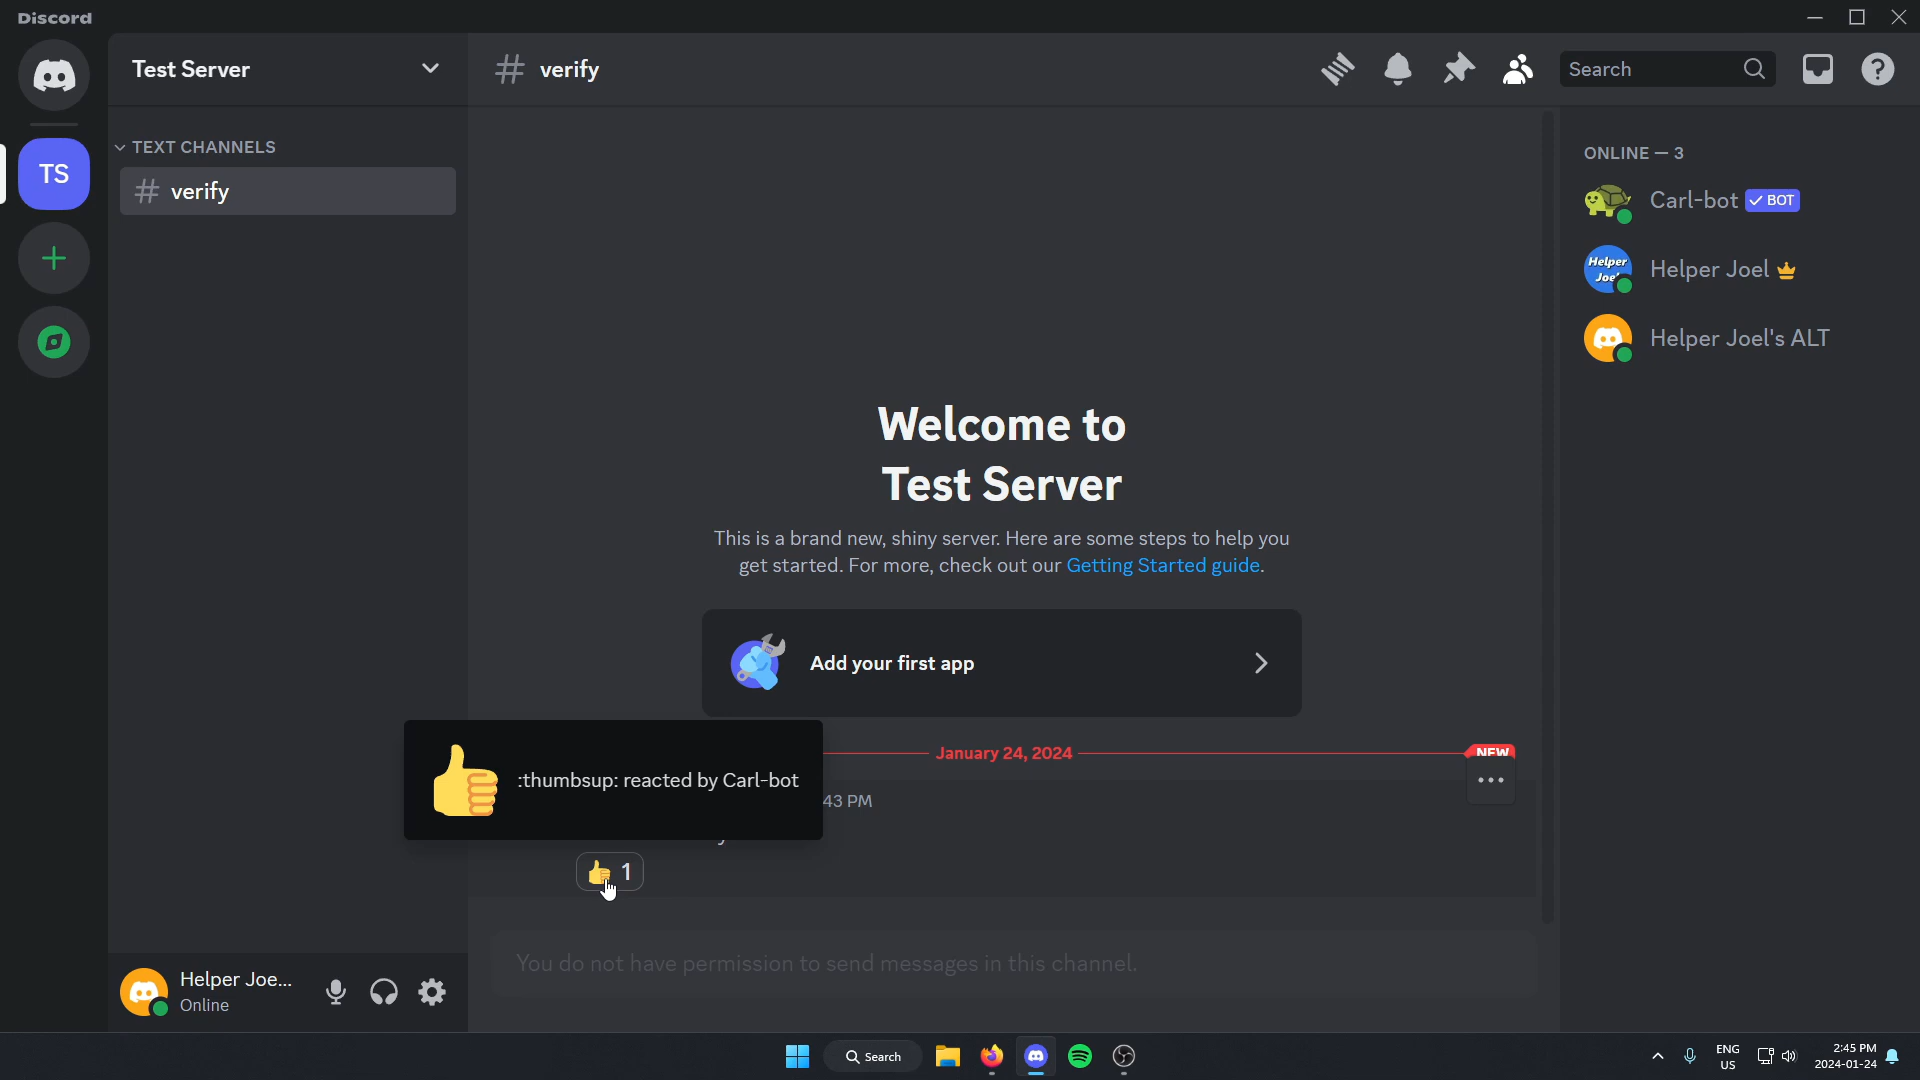 Discord
Test Server
verify
Search
TS
TEXT CHANNELS
verify
ONLINE — 3
Carl-bot BOT
Helper Joel
Helper Joel's ALT
Welcome to
Test Server
This is a brand new, shiny server. Here are some steps to help you
get started. For more, check out our Getting Started guide.
Add your first app
January 24, 2024
NEW
:thumbsup: reacted by Carl-bot
43 PM
1
You do not have permission to send messages in this channel.
Helper Joe...
Online
Search
ENG
US
2:45 PM
2024-01-24